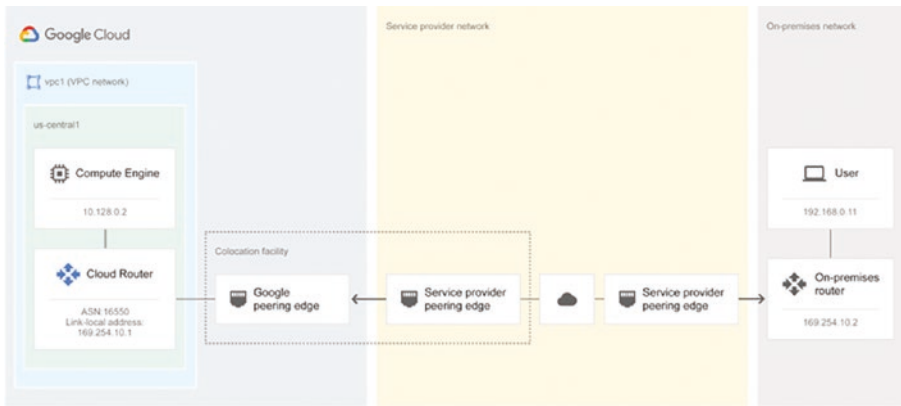 Google Cloud
Service provider network
On-premises network
vpc1 (VPC network)
us-central1
Compute Engine
10.128.0.2
User
192.168.0.11
Colocation facility
Cloud Router
ASN:16550
Link-local address:
169.254.10.1
Google
peering edge
Service provider
peering edge
Service provider
peering edge
On-premises
router
169.254.10.2